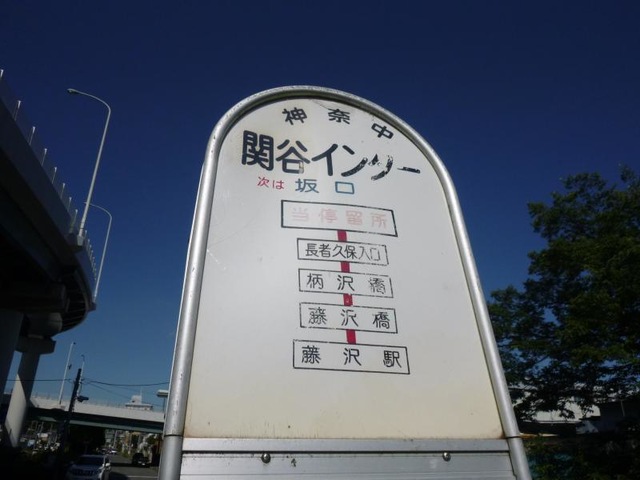 神奈中
関谷インター
次は 坂口
当停留所
長者久保入口
柄沢橋
藤沢橋
藤沢駅